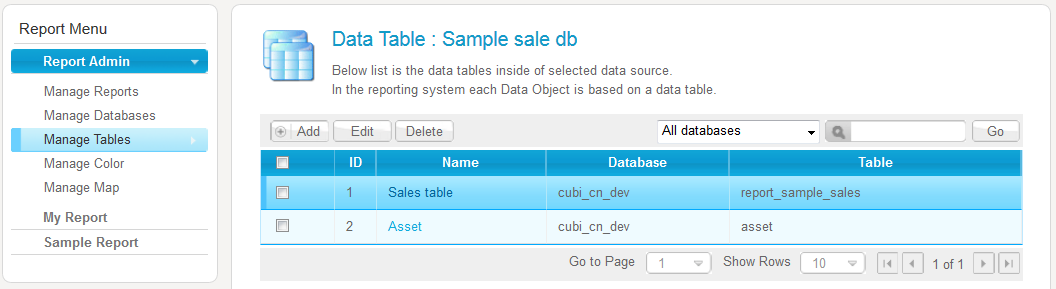 Report Menu
Report Admin
Manage Reports
Manage Databases
Manage Tables
Manage Color
Manage Map
My Report
Sample Report
Data Table : Sample sale db
Below list is the data tables inside of selected data source.
In the reporting system each Data Object is based on a data table.
Add Edit Delete All databases Go
ID Name Database Table
1 Sales table cubi_cn_dev report_sample_sales
2 Asset cubi_cn_dev asset
Go to Page 1 Show Rows 10 1 of 1